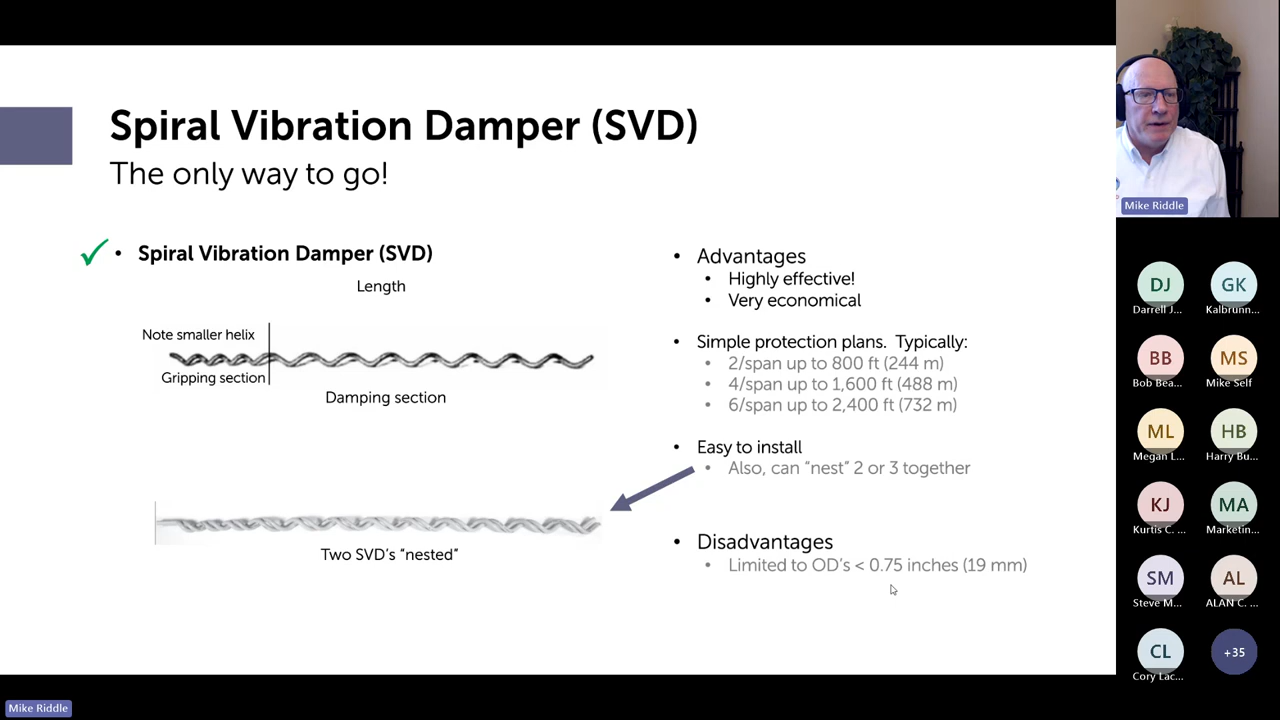 Spiral Vibration Damper (SVD)
The only way to go!
• Spiral Vibration Damper (SVD)
Length
Note smaller helix
Gripping section
Damping section
Two SVD's "nested"
• Advantages
• Highly effective!
• Very economical
• Simple protection plans. Typically:
• 2/span up to 800 ft (244 m)
• 4/span up to 1,600 ft (488 m)
• 6/span up to 2,400 ft (732 m)
• Easy to install
• Also, can "nest" 2 or 3 together
• Disadvantages
• Limited to OD's < 0.75 inches (19 mm)
Mike Riddle
DJ
GK
Darrell J...
Kalbrunn...
BB
MS
Bob Bea...
Mike Self
ML
HB
Megan L...
Harry Bu...
KJ
MA
Kurtis C. ...
Marketin...
SM
AL
Steve M...
ALAN C. ...
CL
+35
Cory Lac...
Mike Riddle